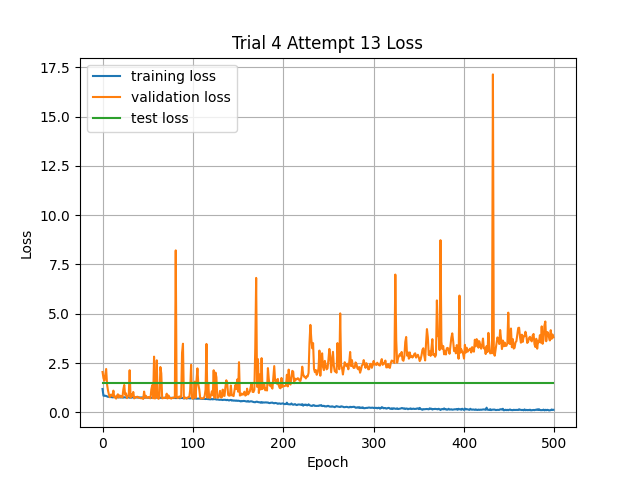 Trial 4 Attempt 13 Loss
training loss
validation loss
test loss
17.5
15.0
12.5
10.0
7.5
5.0
2.5
0.0
Loss
0 100 200 300 400 500
Epoch